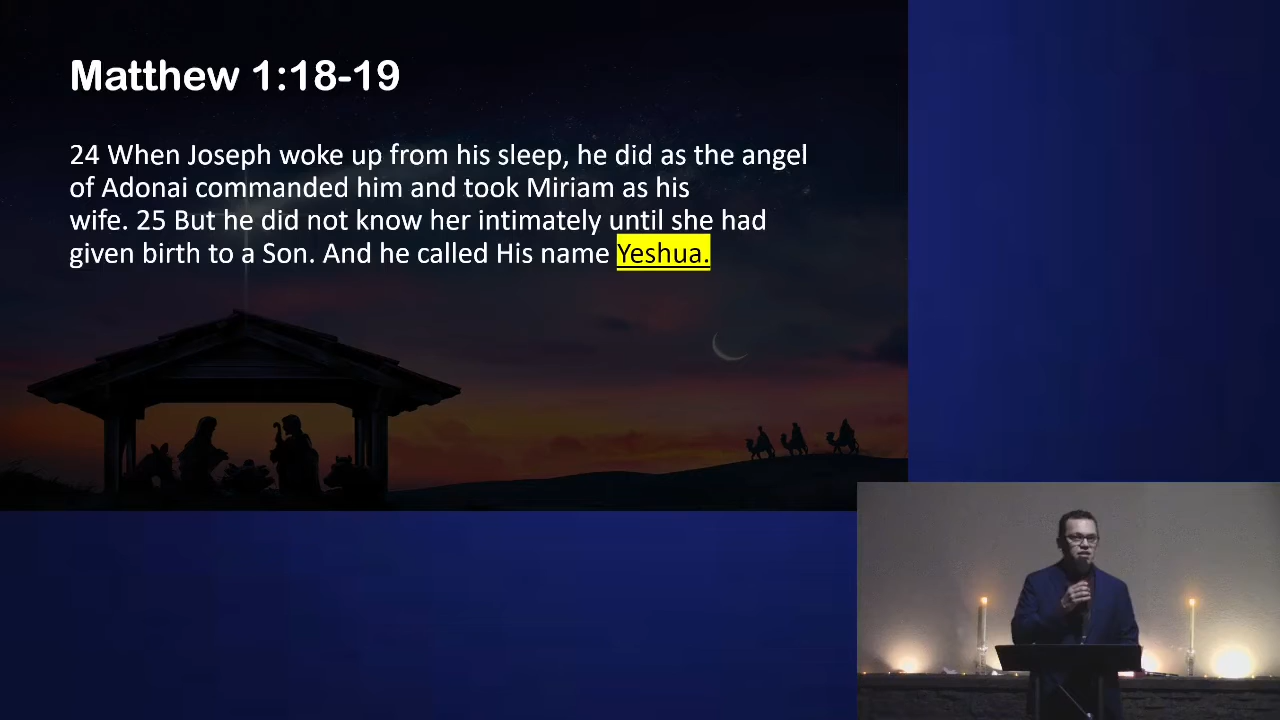 Matthew 1:18-19
24 When Joseph woke up from his sleep, he did as the angel
of Adonai commanded him and took Miriam as his
wife. 25 But he did not know her intimately until she had
given birth to a Son. And he called His name Yeshua.